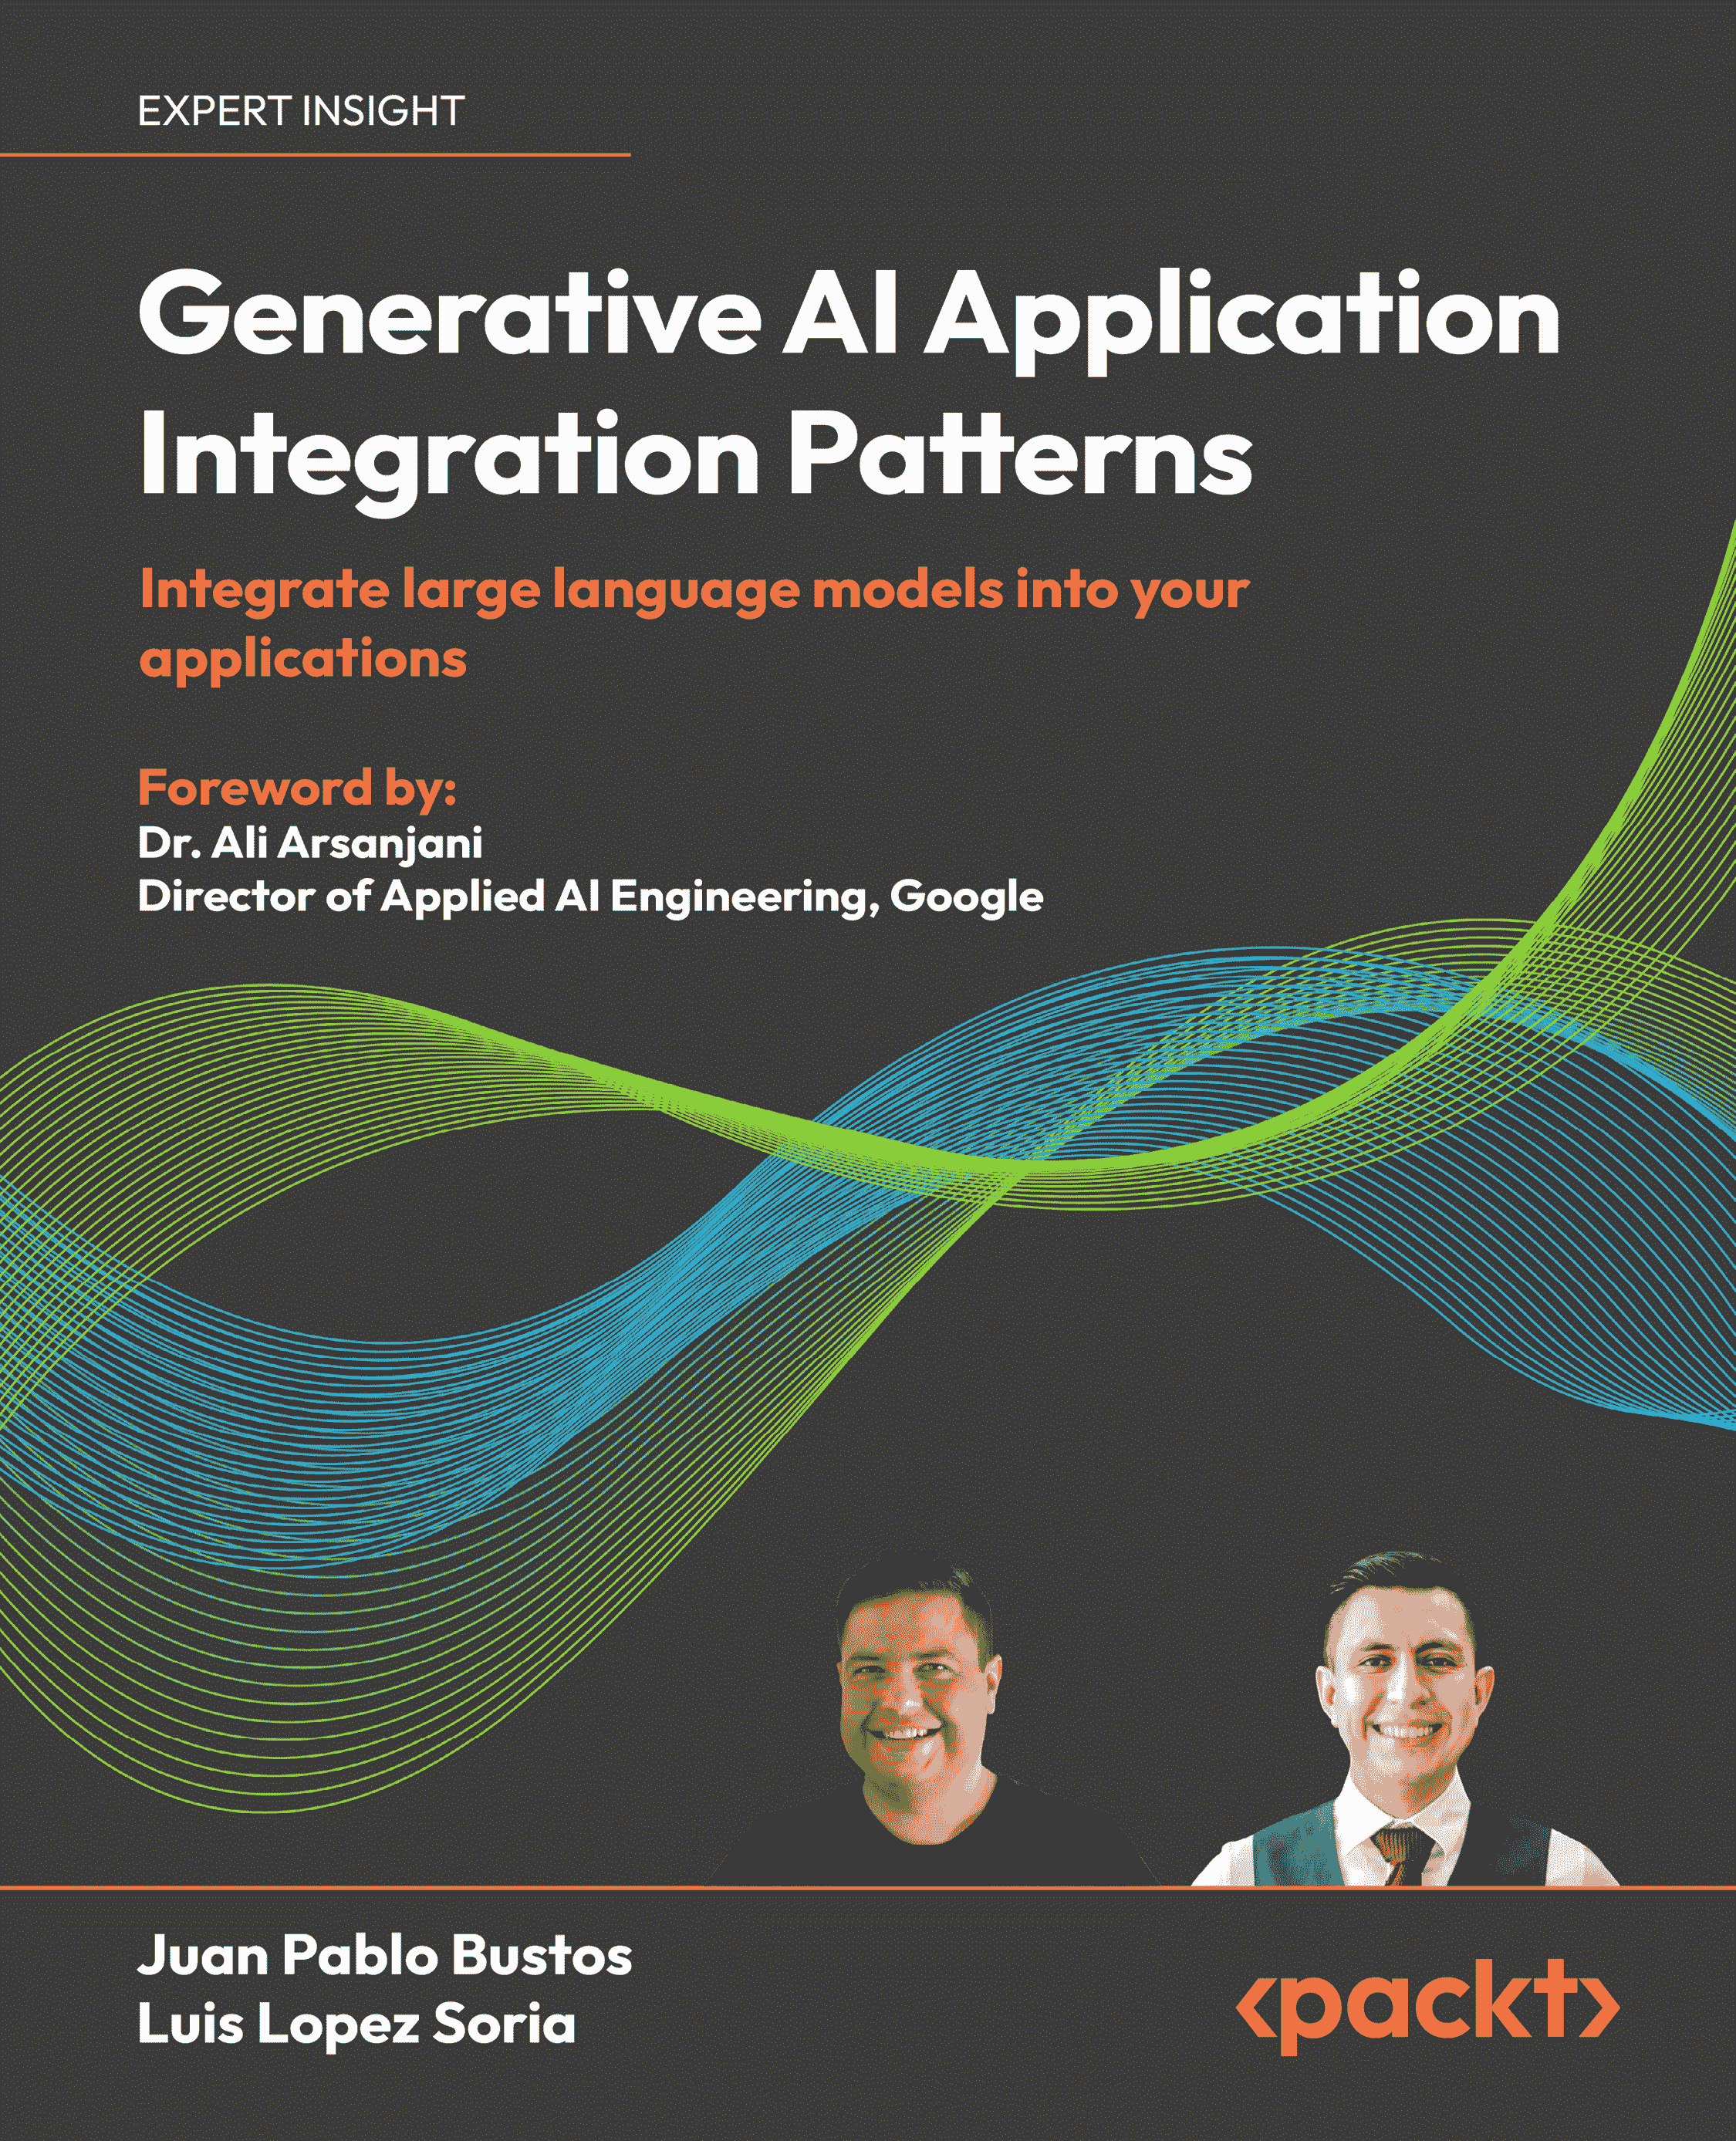 EXPERT INSIGHT
Generative AI Application
Integration Patterns
Integrate large language models into your
applications
Foreword by:
Dr. Ali Arsanjani
Director of Applied AI Engineering, Google
Juan Pablo Bustos
Luis Lopez Soria
<packt>